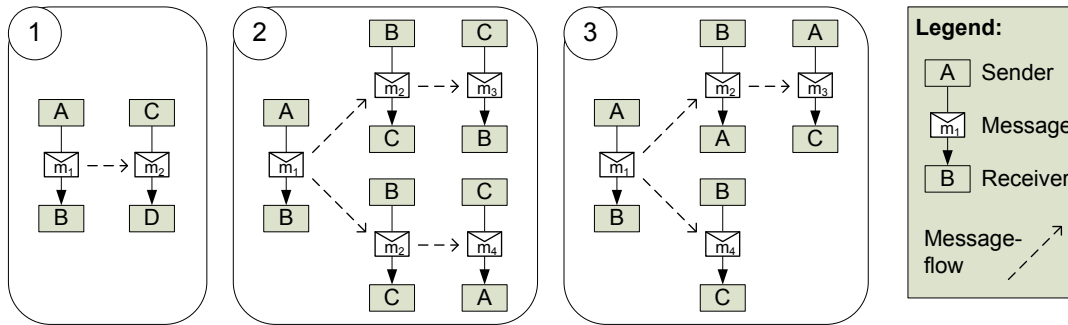 1
A
m1
B
C
m2
D
2
A
m1
B
B
m2
C
C
m3
B
B
m2
C
C
m4
A
3
A
m1
B
B
m2
A
A
m3
C
B
m4
C
Legend:
A Sender
m1 Message
B Receiver
Message-
flow